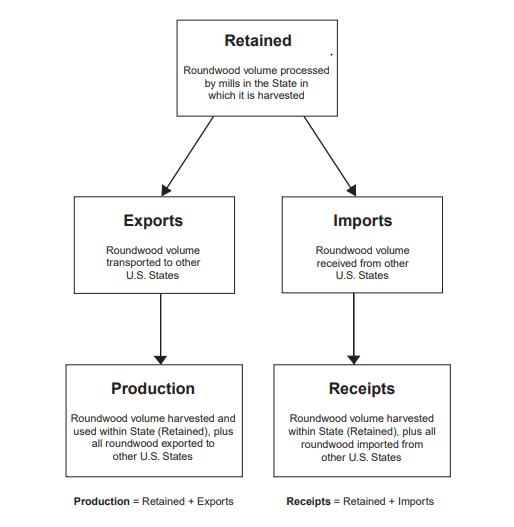 Retained
Roundwood volume processed
by mills in the State in
which it is harvested
Exports
Roundwood volume
transported to other
U.S. States
Imports
Roundwood volume
received from other
U.S. States
Production
Roundwood volume harvested and
used within State (Retained), plus
all roundwood exported to
other U.S. States
Receipts
Roundwood volume harvested
within State (Retained), plus all
roundwood imported from
other U.S. States
Production = Retained + Exports
Receipts = Retained + Imports